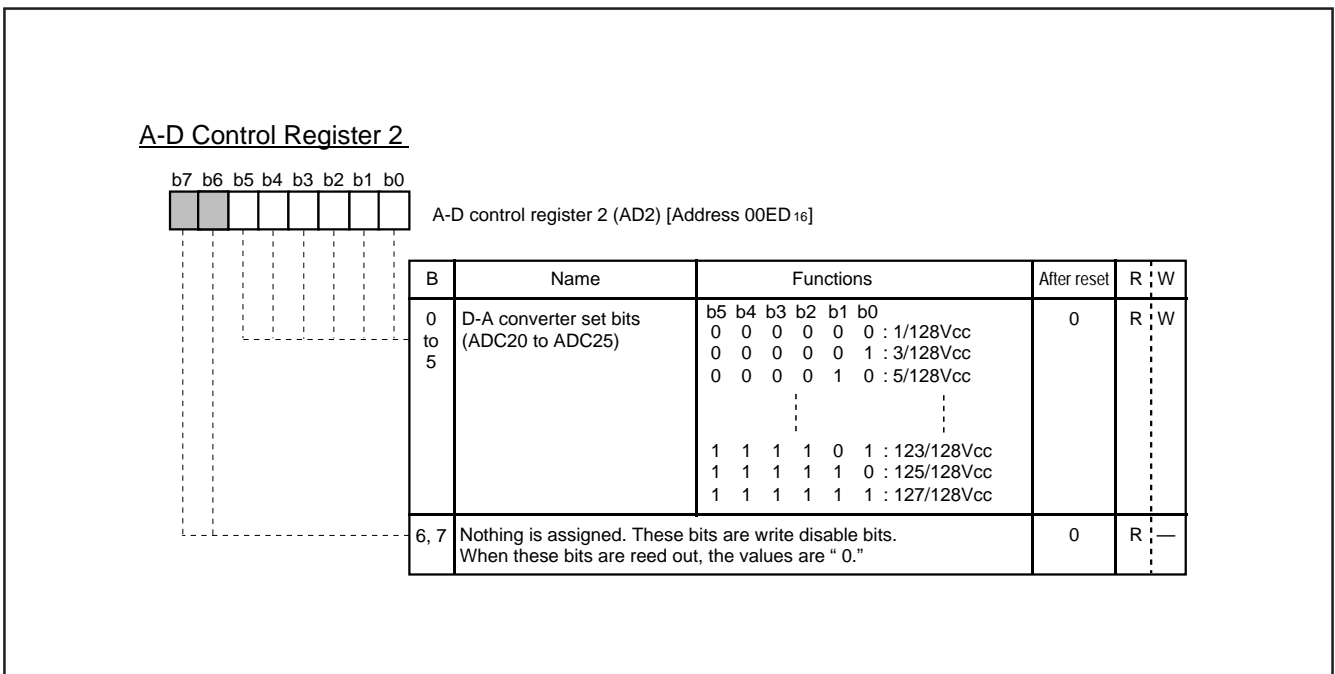 A-D Control Register 2
b7 b6 b5 b4 b3 b2 b1 b0
A-D control register 2 (AD2) [Address 00ED16]
B Name Functions After reset R W
0 to 5 D-A converter set bits (ADC20 to ADC25) 0 R W
b5 b4 b3 b2 b1 b0
0 0 0 0 0 0 : 1/128Vcc
0 0 0 0 0 1 : 3/128Vcc
0 0 0 0 1 0 : 5/128Vcc
1 1 1 1 0 1 : 123/128Vcc
1 1 1 1 1 0 : 125/128Vcc
1 1 1 1 1 1 : 127/128Vcc
6, 7 Nothing is assigned. These bits are write disable bits. 0 R —
When these bits are reed out, the values are “ 0.”